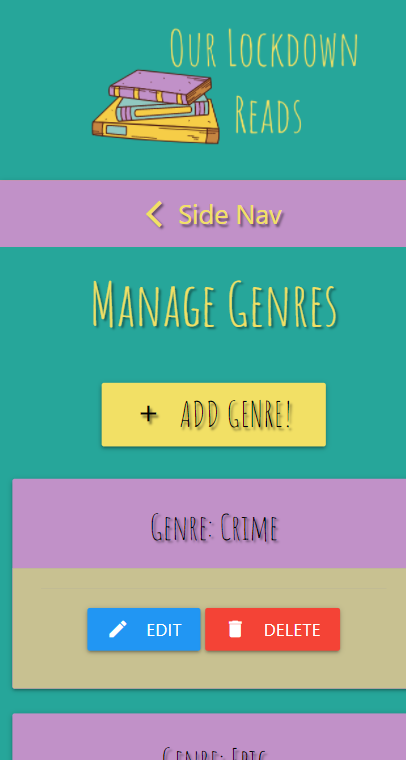 Our Lockdown
Reads
Side Nav
Manage Genres
+ ADD GENRE!
Genre: Crime
EDIT DELETE
Genre: Epic